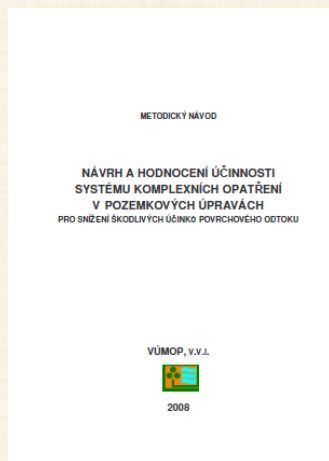 METODICKÝ NÁVOD
NÁVRH A HODNOCENÍ ÚČINNOSTI
SYSTÉMU KOMPLEXNÍCH OPATŘENÍ
V POZEMKOVÝCH ÚPRAVÁCH
PRO SNÍŽENÍ ŠKODLIVÝCH ÚČINKů POVRCHOVÉHO ODTOKU
VÚMOP, V.V.I.
2008